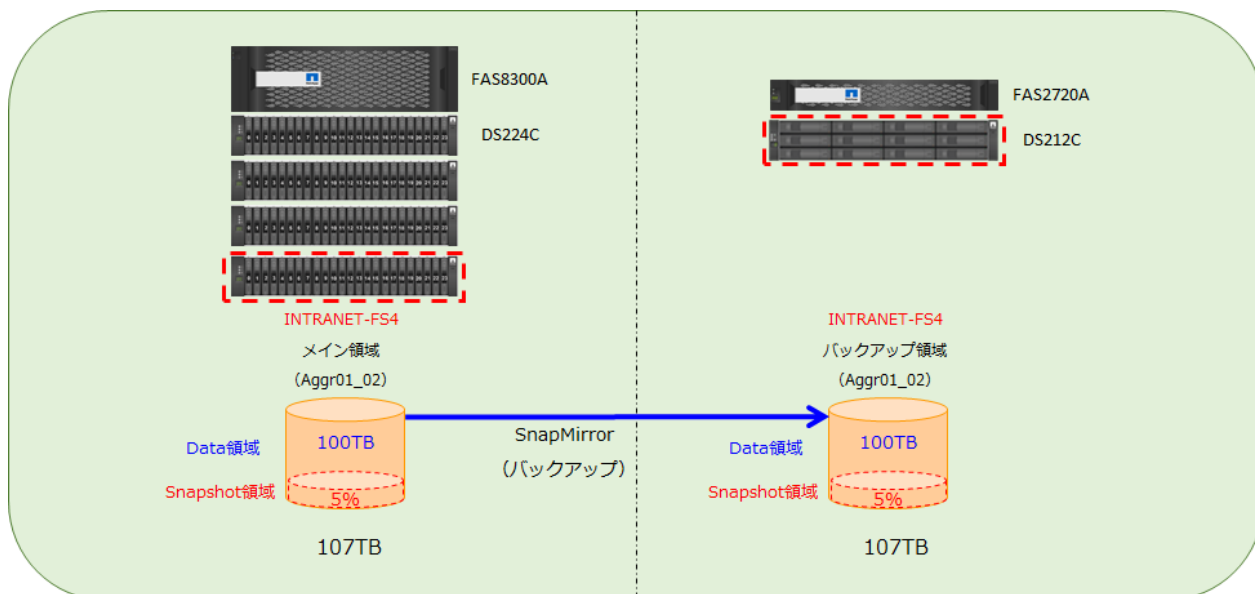 FAS8300A
DS224C
INTRANET-FS4
メイン領域
（Aggr01_02）
Data領域
100TB
Snapshot領域
5%
107TB
SnapMirror
（バックアップ）
FAS2720A
DS212C
INTRANET-FS4
バックアップ領域
（Aggr01_02）
Data領域
100TB
Snapshot領域
5%
107TB